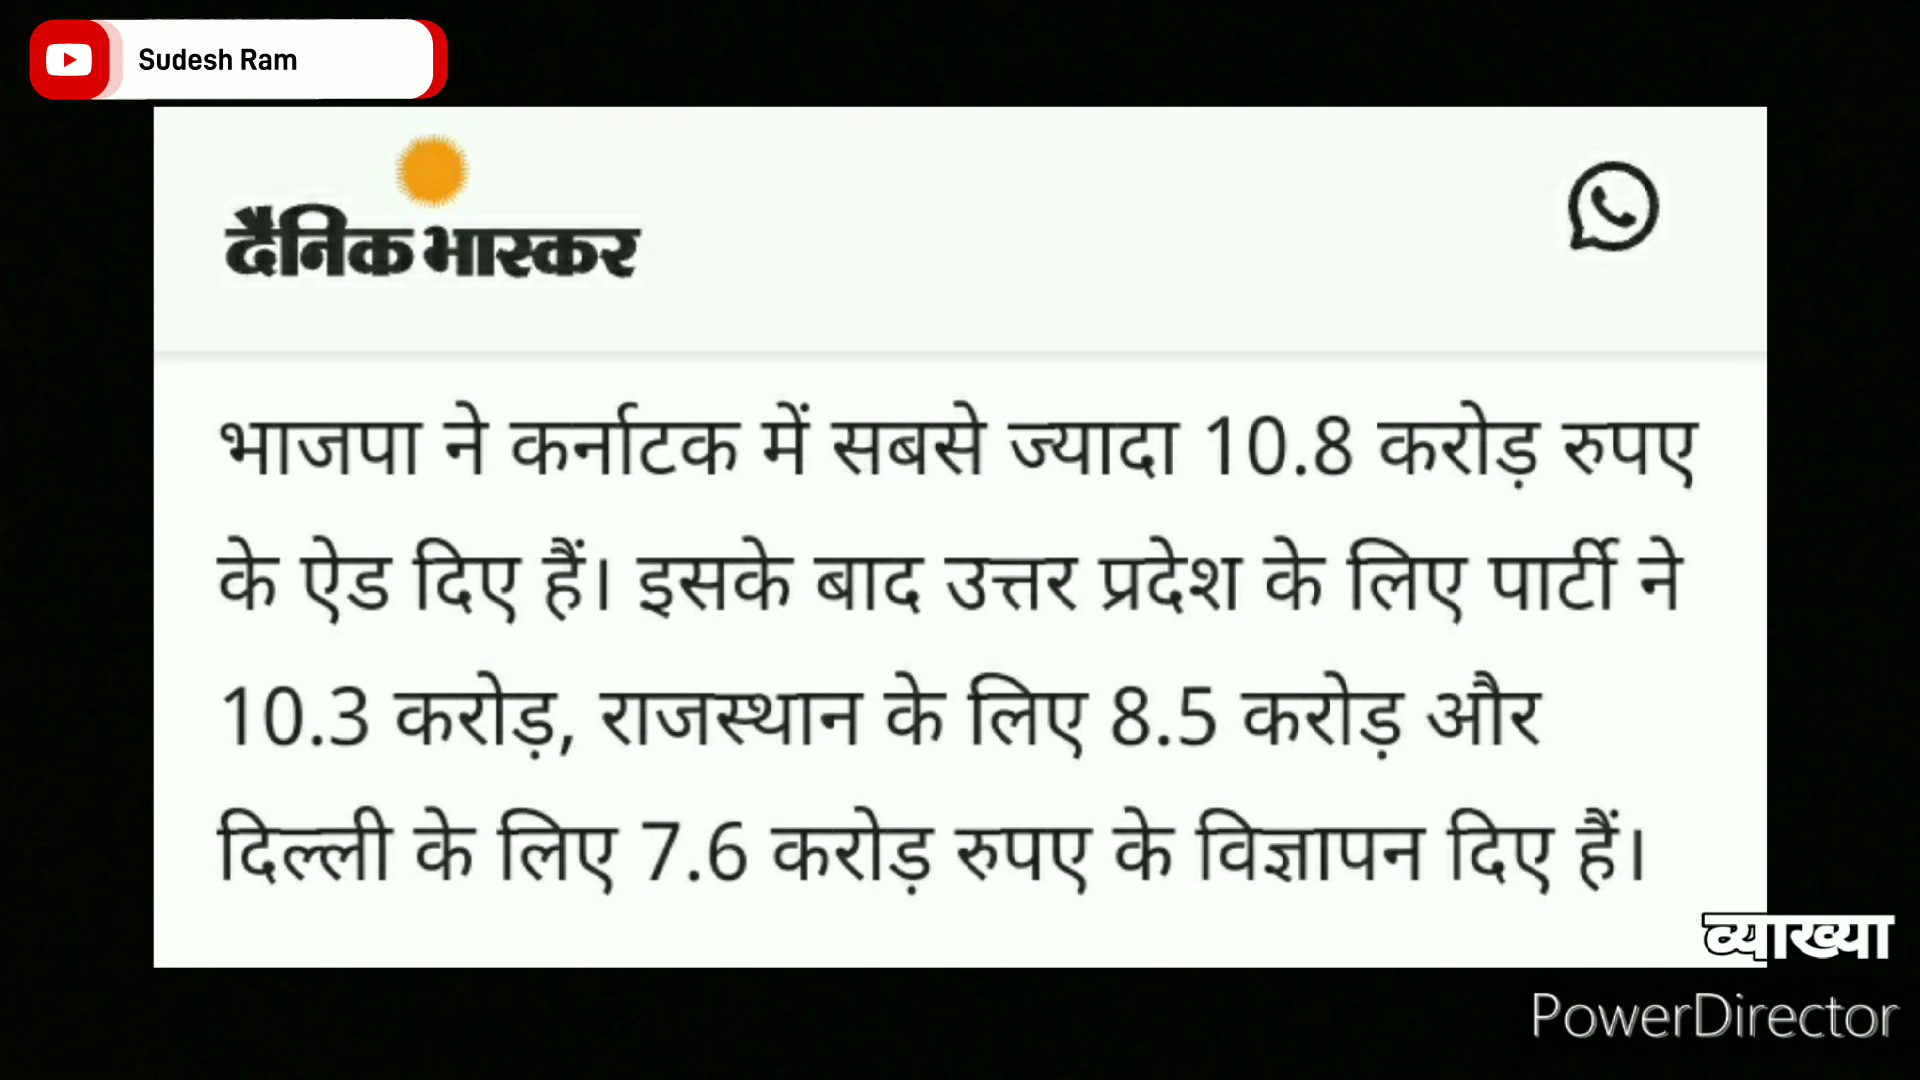 Sudesh Ram
दैनिक भास्कर
भाजपा ने कर्नाटक में सबसे ज्यादा 10.8 करोड़ रुपए
के ऐड दिए हैं। इसके बाद उत्तर प्रदेश के लिए पार्टी ने
10.3 करोड़, राजस्थान के लिए 8.5 करोड़ और
दिल्ली के लिए 7.6 करोड़ रुपए के विज्ञापन दिए हैं।
व्याख्या
PowerDirector